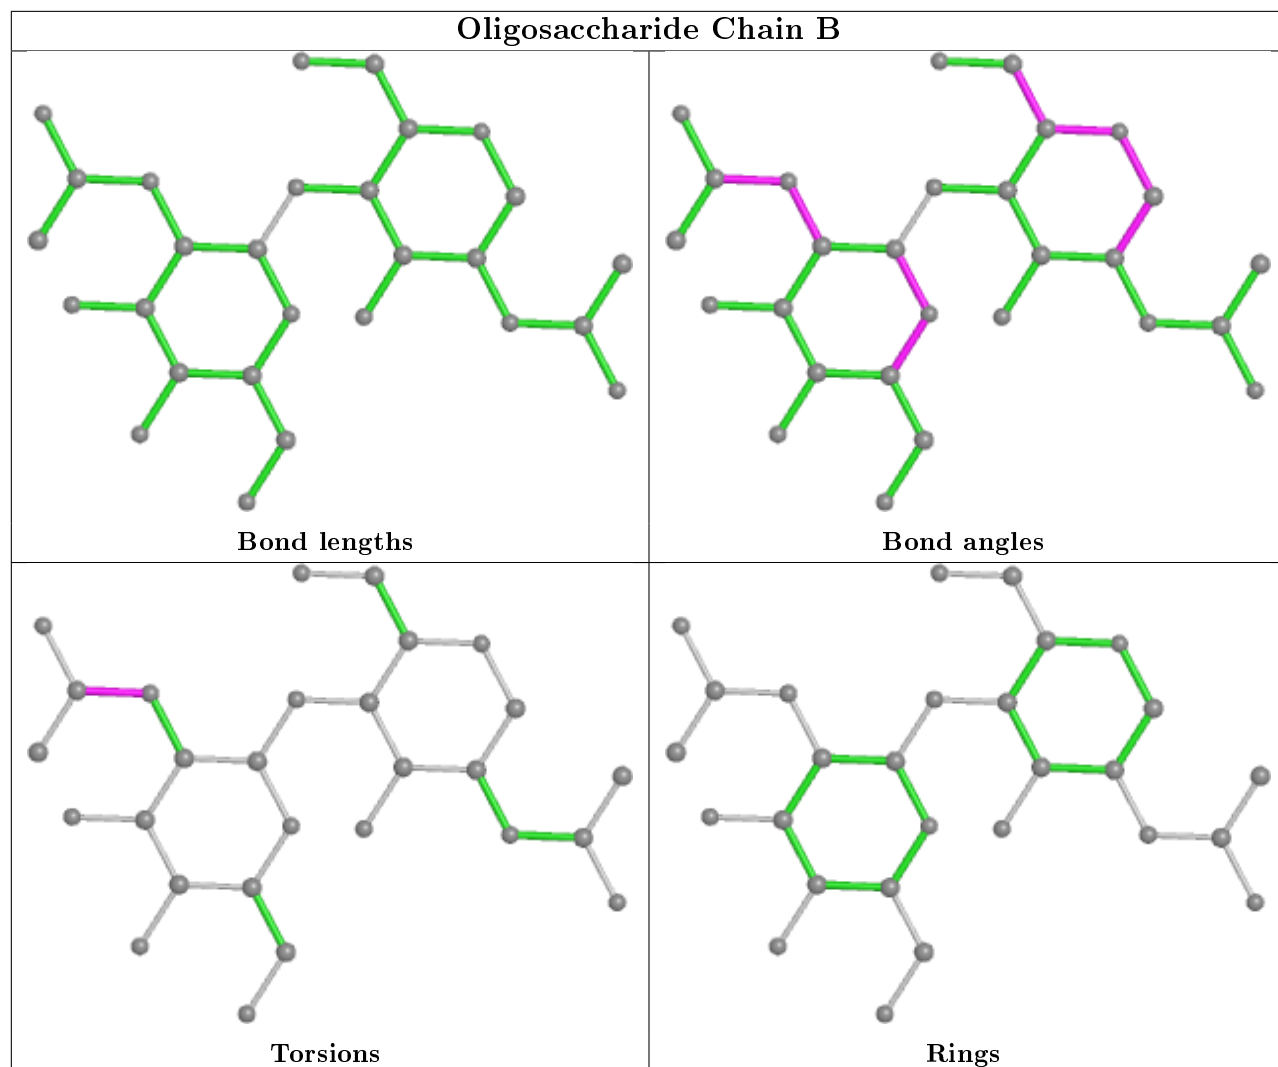 Oligosaccharide Chain B
Bond lengths
Bond angles
Torsions
Rings